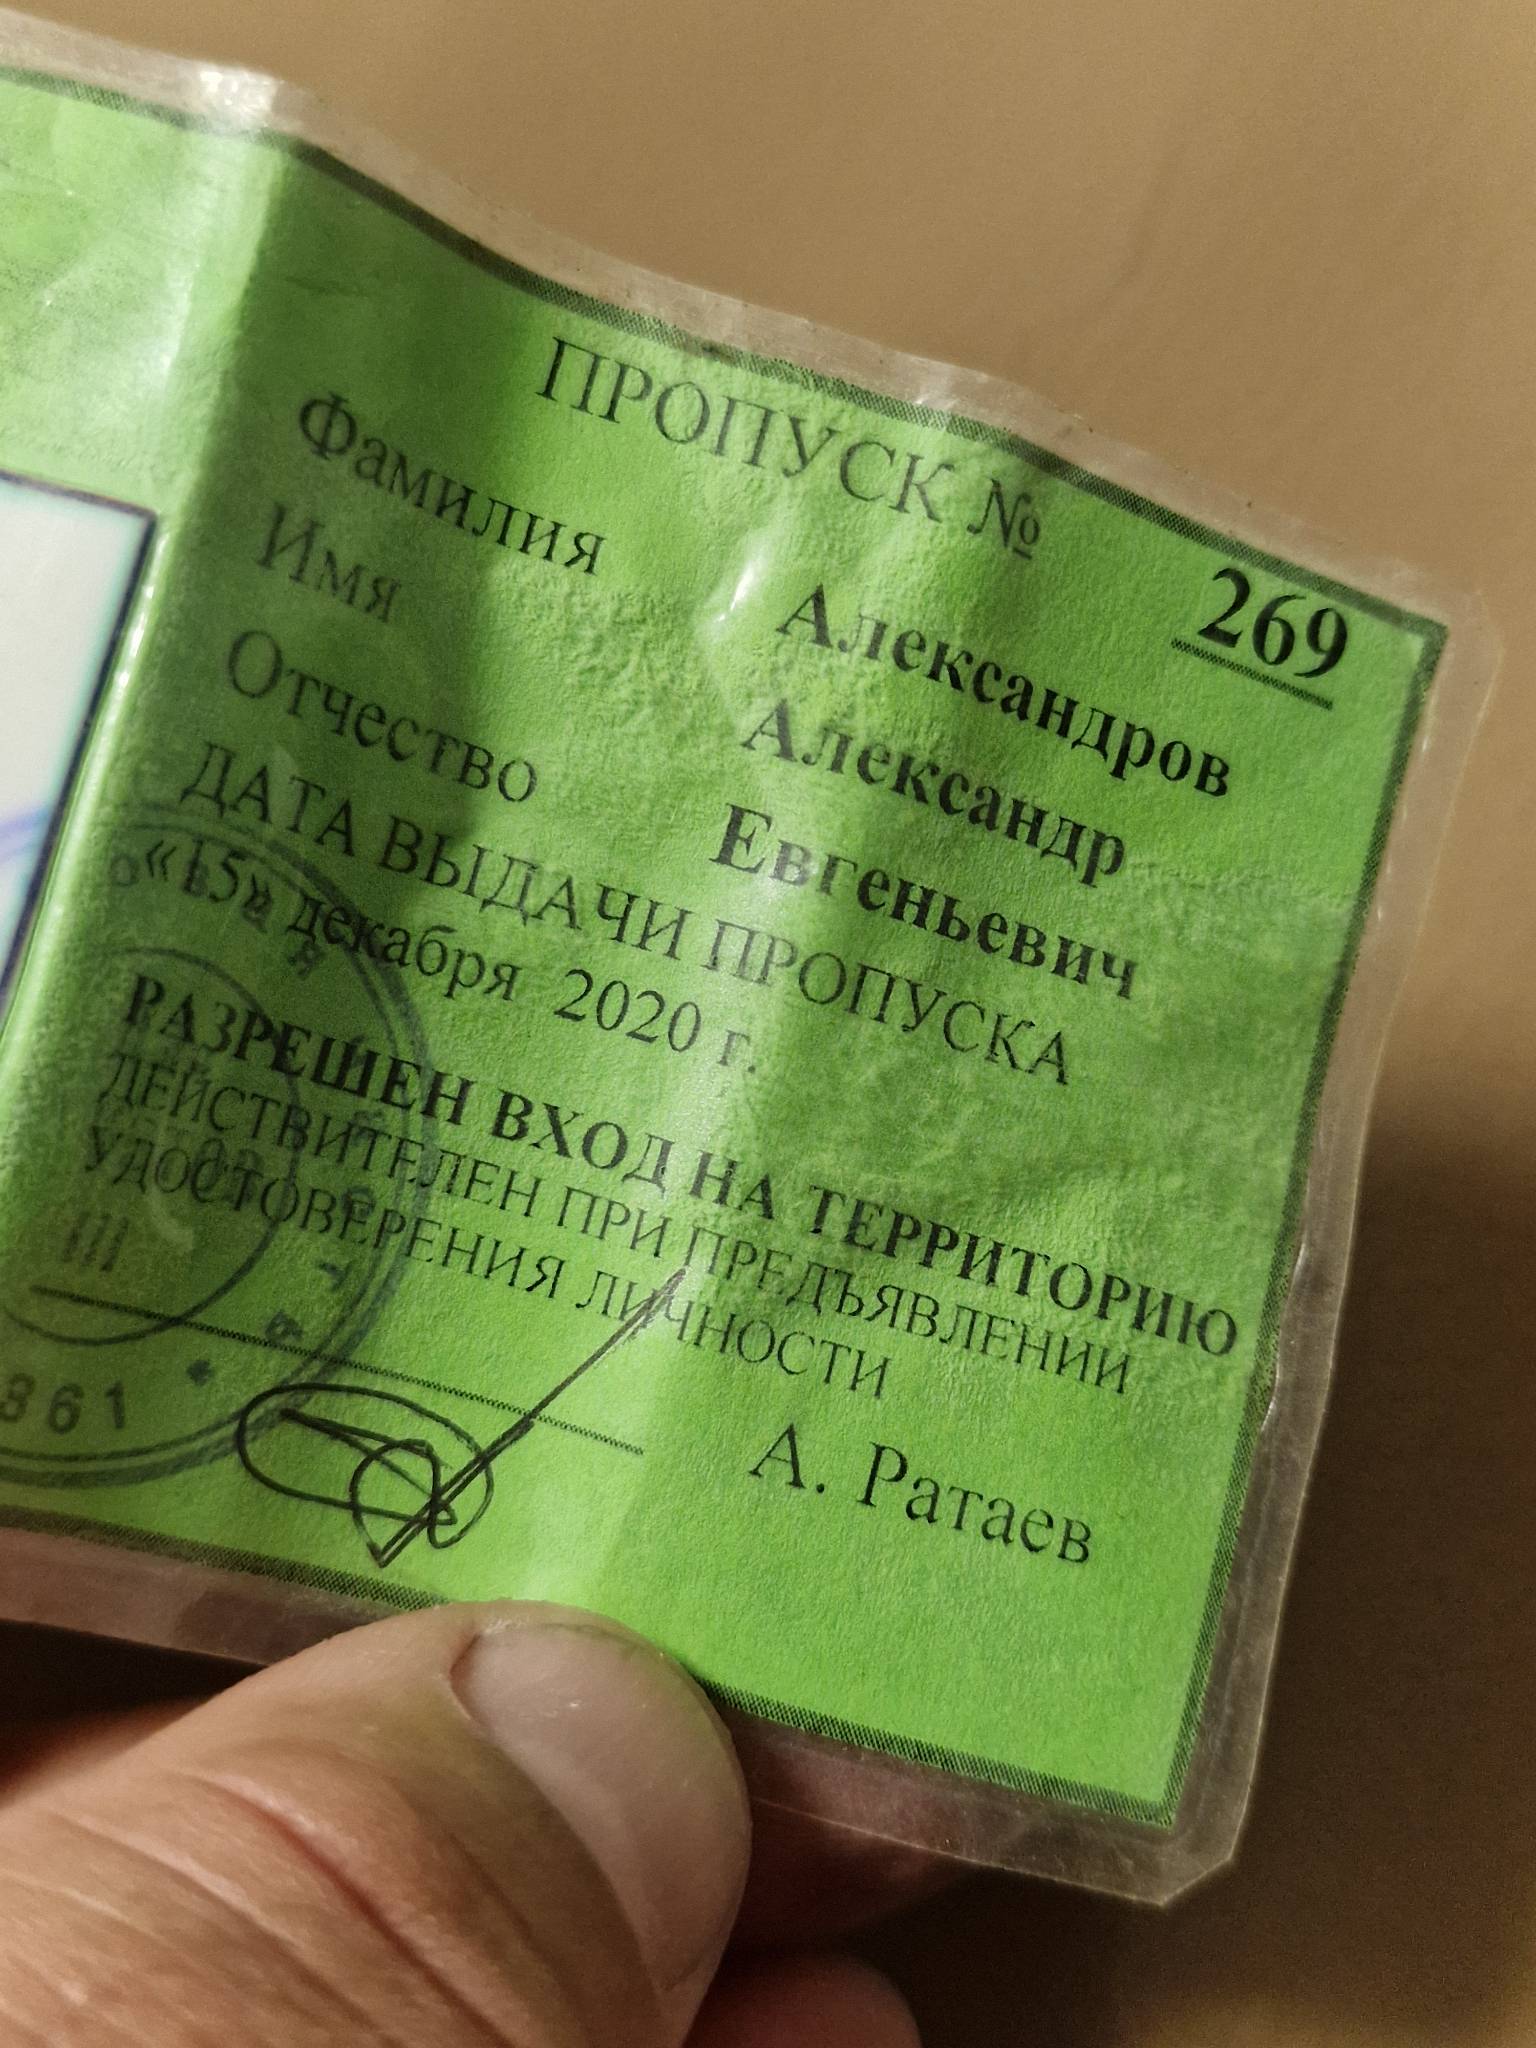 ПРОПУСК №
269
Фамилия Александров
Имя Александр
Отчество Евгеньевич
ДАТА ВЫДАЧИ ПРОПУСКА
«15» декабря 2020 г.
РАЗРЕШЕН ВХОД НА ТЕРРИТОРИЮ
ДЕЙСТВИТЕЛЕН ПРИ ПРЕДЪЯВЛЕНИИ
УДОСТОВЕРЕНИЯ ЛИЧНОСТИ
А. Ратаев
861 *